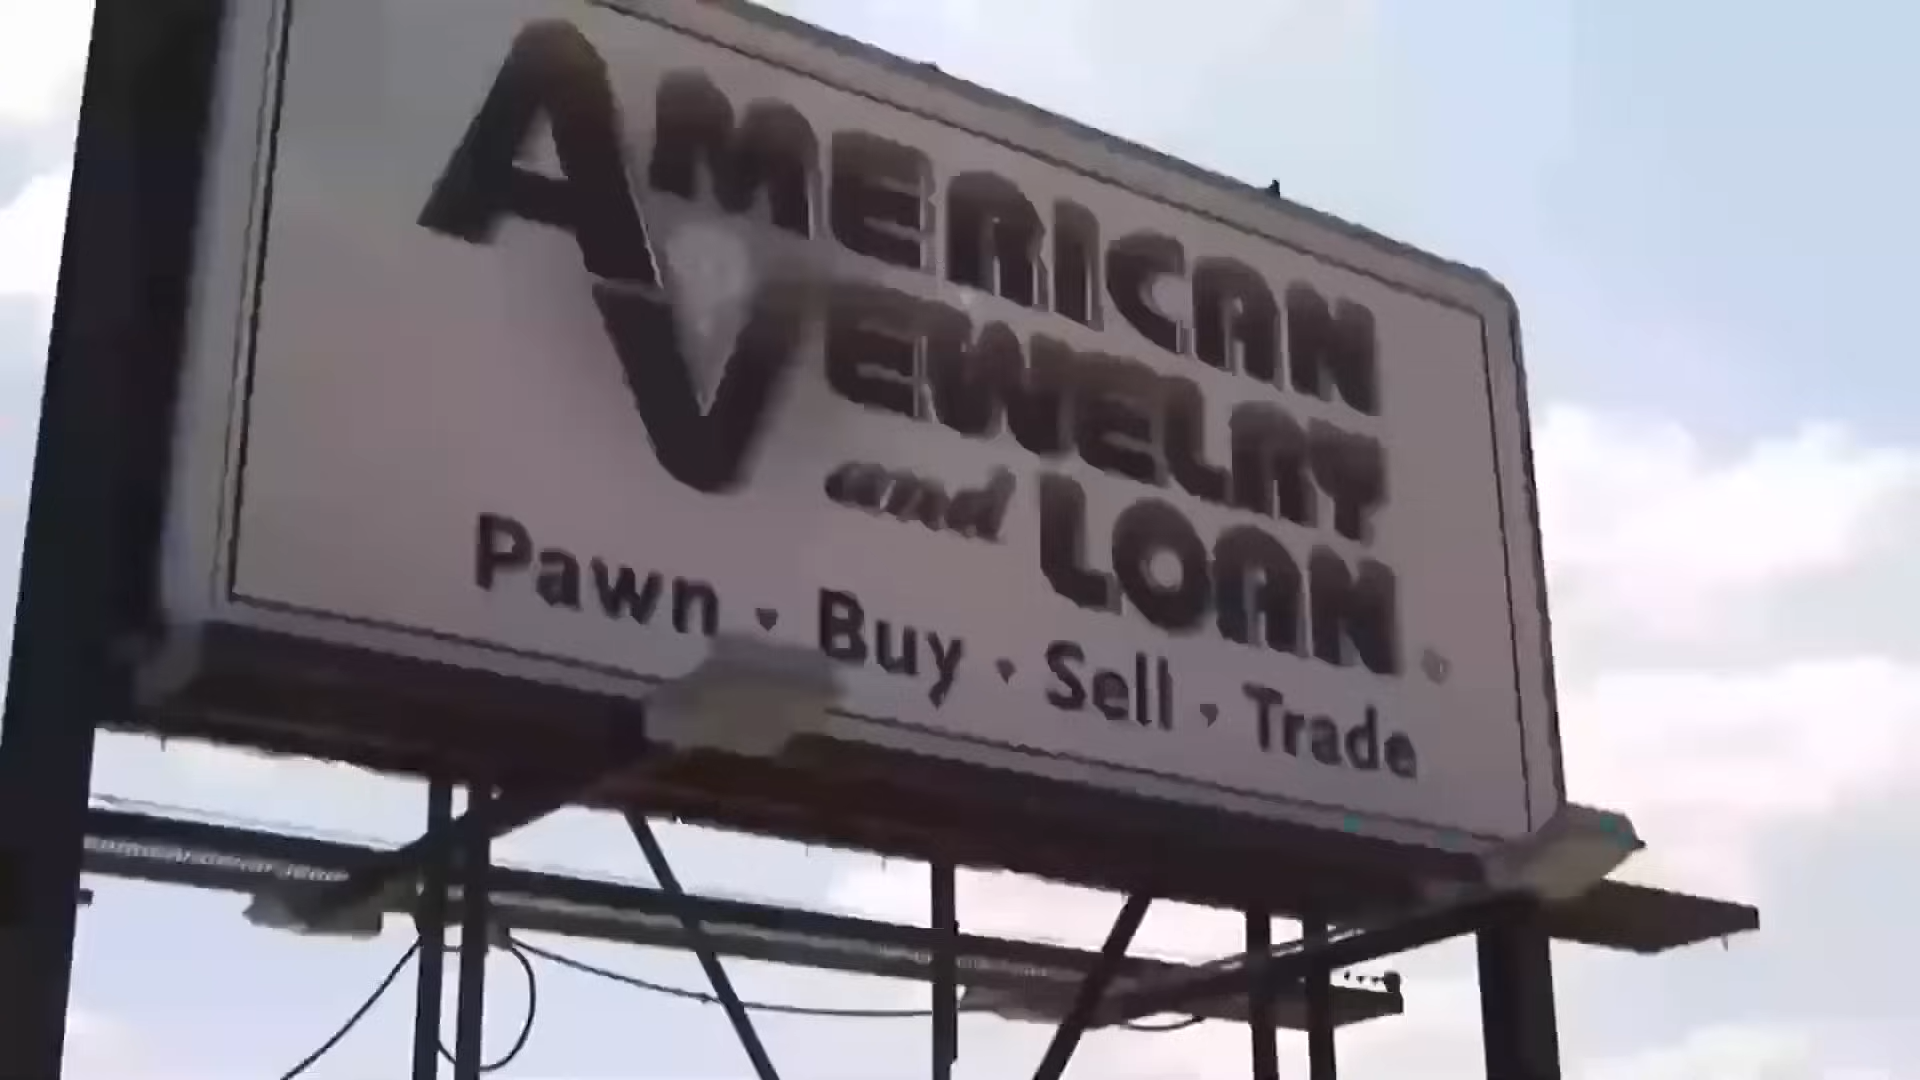 AMERICAN
JEWELRY
and LOAN
Pawn • Buy • Sell • Trade